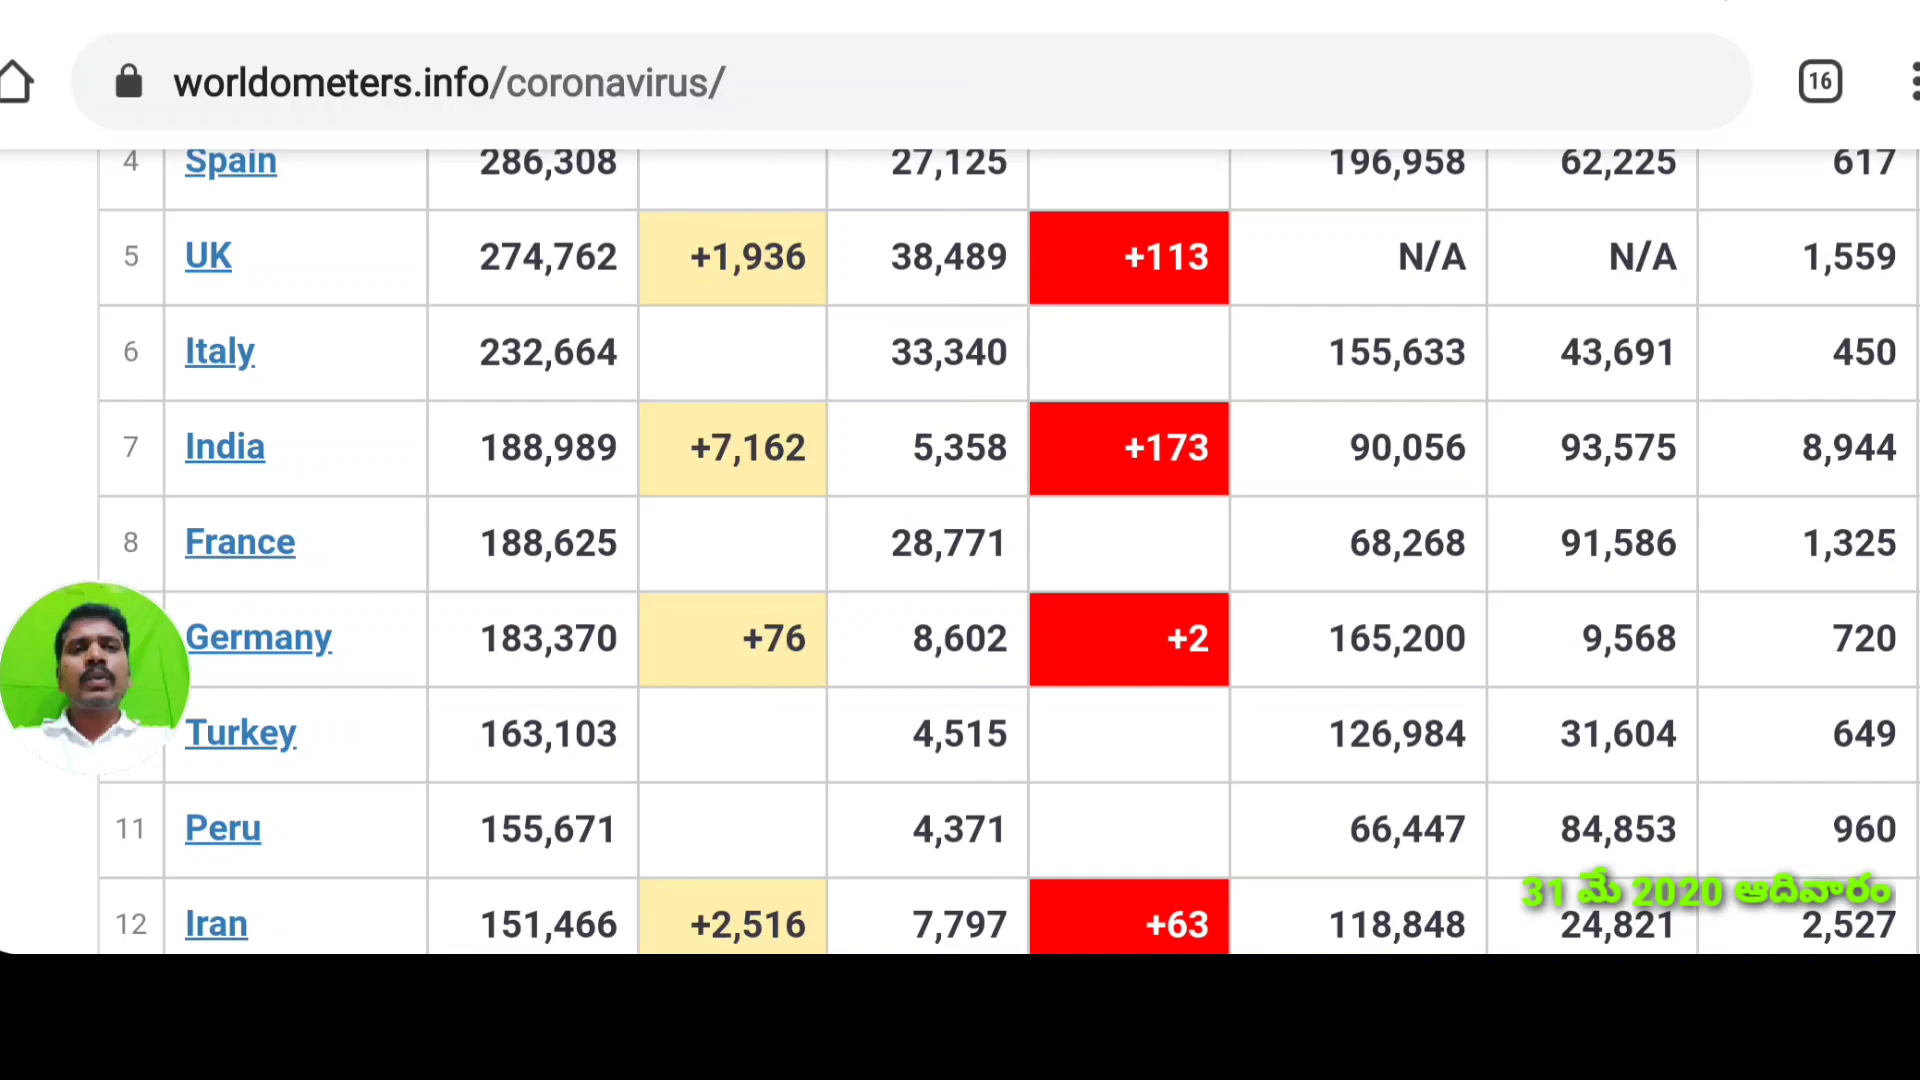 worldometers.info/coronavirus/ 16
4 Spain 286,308 27,125 196,958 62,225 617
5 UK 274,762 +1,936 38,489 +113 N/A N/A 1,559
6 Italy 232,664 33,340 155,633 43,691 450
7 India 188,989 +7,162 5,358 +173 90,056 93,575 8,944
8 France 188,625 28,771 68,268 91,586 1,325
Germany 183,370 +76 8,602 +2 165,200 9,568 720
Turkey 163,103 4,515 126,984 31,604 649
11 Peru 155,671 4,371 66,447 84,853 960
31 మే 2020 ఆదివారం
12 Iran 151,466 +2,516 7,797 +63 118,848 24,821 2,527